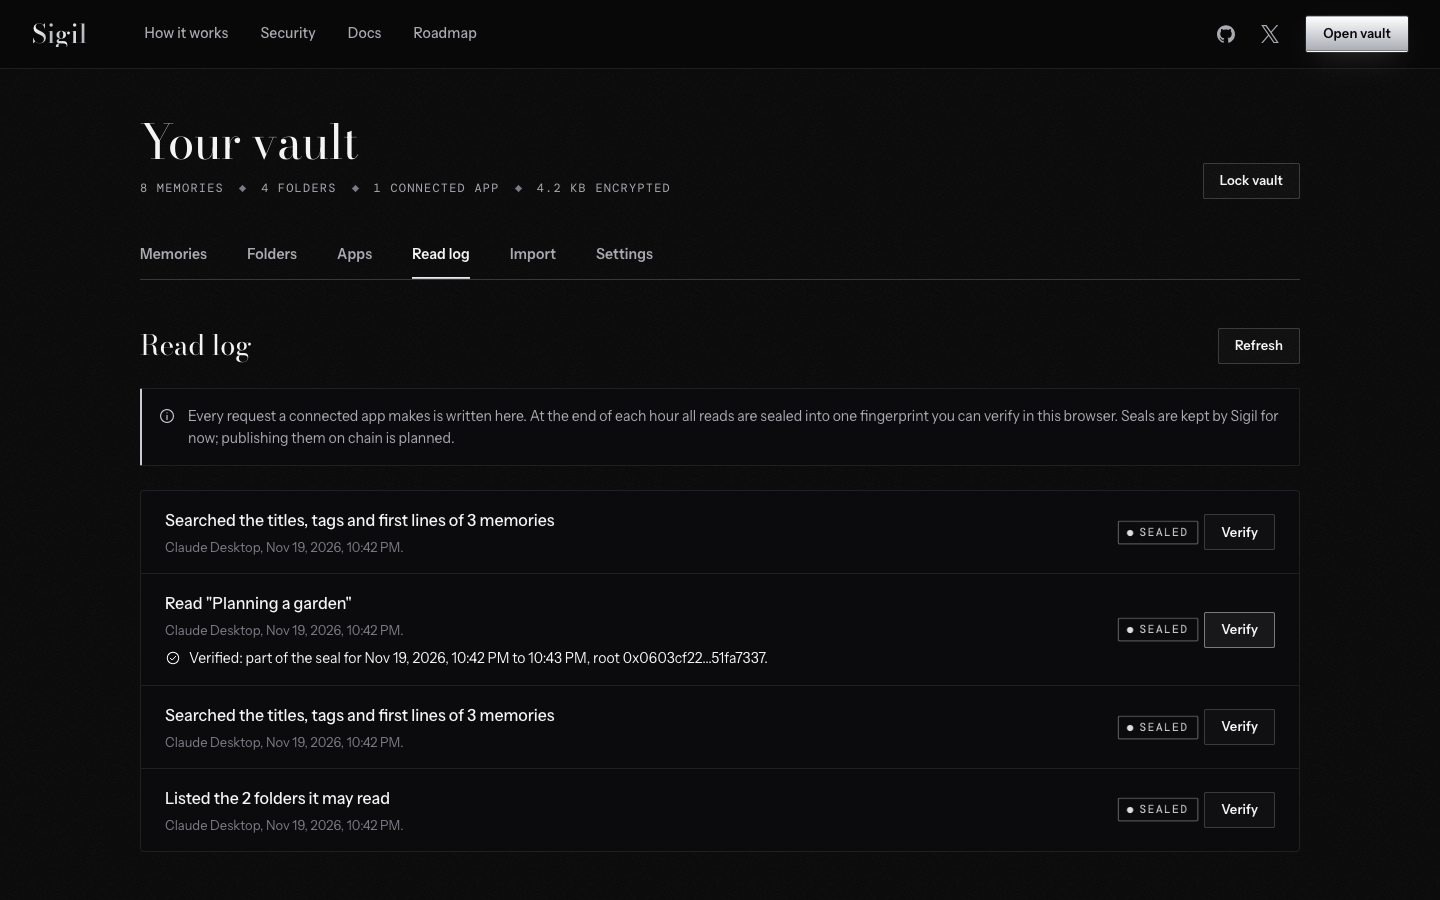 Sigil
How it works
Security
Docs
Roadmap
Open vault
Your vault
8 MEMORIES ◆ 4 FOLDERS ◆ 1 CONNECTED APP ◆ 4.2 KB ENCRYPTED
Lock vault
Memories
Folders
Apps
Read log
Import
Settings
Read log
Refresh
Every request a connected app makes is written here. At the end of each hour all reads are sealed into one fingerprint you can verify in this browser. Seals are kept by Sigil for
now; publishing them on chain is planned.
Searched the titles, tags and first lines of 3 memories
Claude Desktop, Nov 19, 2026, 10:42 PM.
SEALED
Verify
Read "Planning a garden"
Claude Desktop, Nov 19, 2026, 10:42 PM.
Verified: part of the seal for Nov 19, 2026, 10:42 PM to 10:43 PM, root 0x0603cf22...51fa7337.
SEALED
Verify
Searched the titles, tags and first lines of 3 memories
Claude Desktop, Nov 19, 2026, 10:42 PM.
SEALED
Verify
Listed the 2 folders it may read
Claude Desktop, Nov 19, 2026, 10:42 PM.
SEALED
Verify